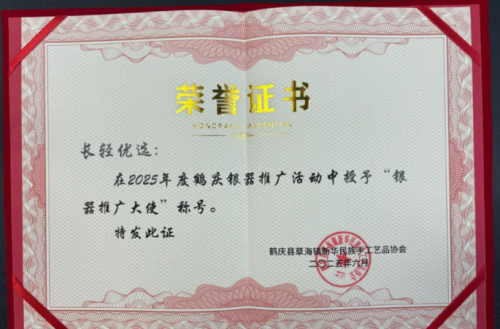 荣誉证书
长轻优选：
在2025年度鹤庆银器推广活动中授予“银
器推广大使”称号。
特发此证
鹤庆县草海镇新华民族手工艺品协会
二〇二五年六月